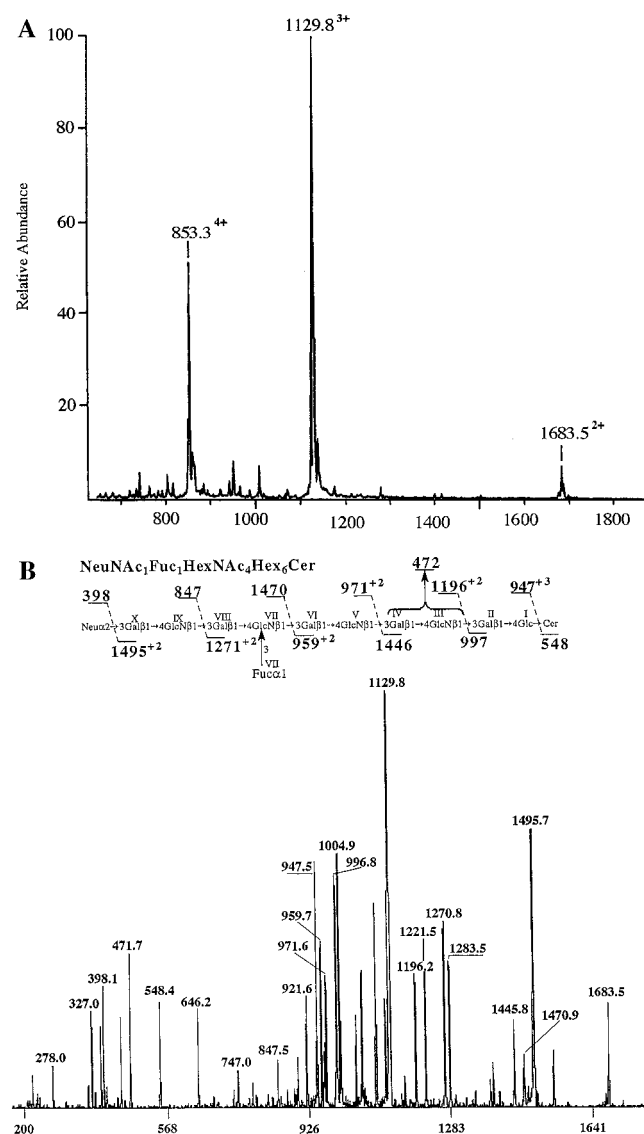 A
Relative Abundance
100
80
60
40
20
853.3 4+
1129.8 3+
1683.5 2+
800 1000 1200 1400 1600 1800
B
NeuNAc1Fuc1HexNAc4Hex6Cer
472
398 847 1470 971+2 1196+2 947+3
X IX VIII VII VI V IV III II I
Neuα2→3Galβ1→4GlcNβ1→3Galβ1→4GlcNβ1→3Galβ1→4GlcNβ1→3Galβ1→4GlcNβ1→3Galβ1→4Glc-Cer
1495+2 1271+2 959+2 1446 997 548
3
VII
Fucα1
1129.8
1495.7
1004.9
996.8
947.5
959.7
971.6
471.7
398.1
327.0
548.4
646.2
278.0
747.0
847.5
921.6
1221.5
1270.8
1196.2
1283.5
1445.8
1470.9
1683.5
200 568 926 1283 1641